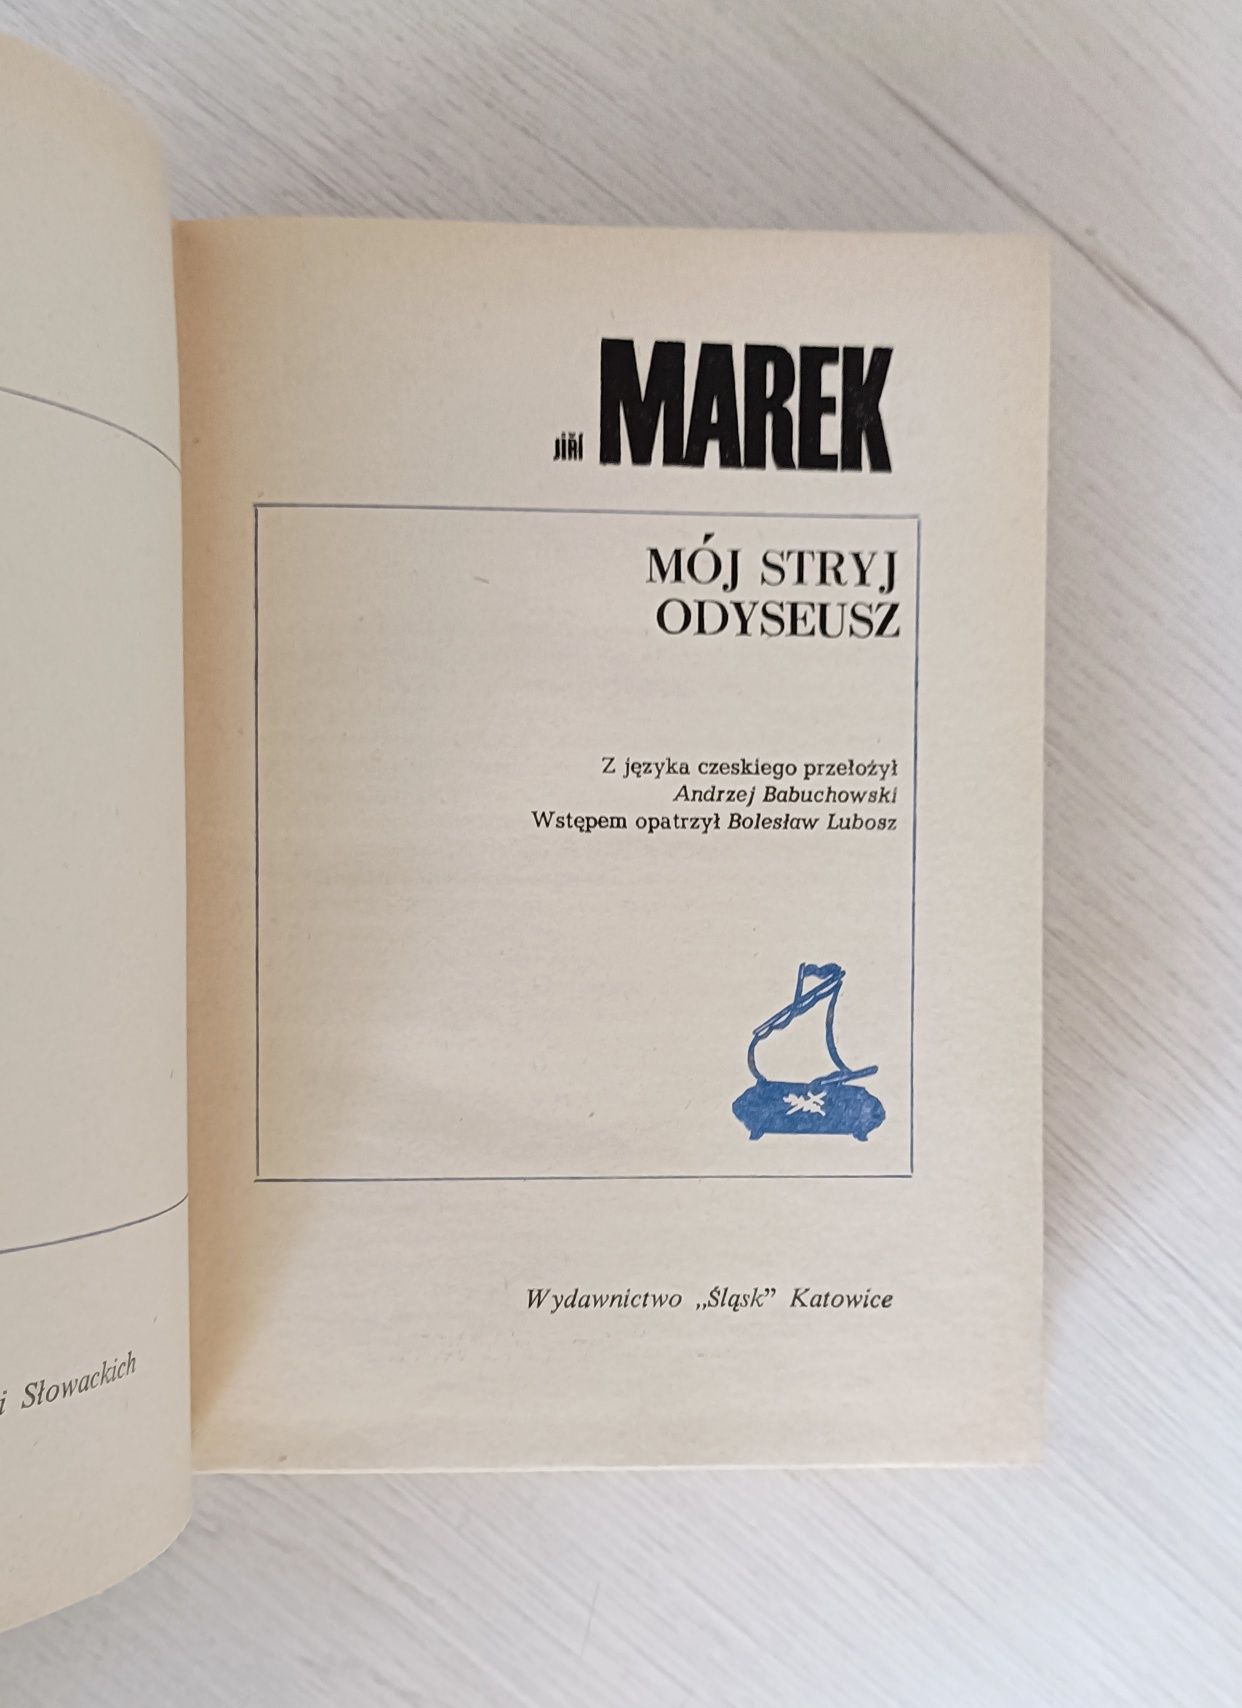 i Słowackich
JIŘÍ MAREK
MÓJ STRYJ
ODYSEUSZ
Z języka czeskiego przełożył
Andrzej Babuchowski
Wstępem opatrzył Bolesław Lubosz
Wydawnictwo „Śląsk” Katowice